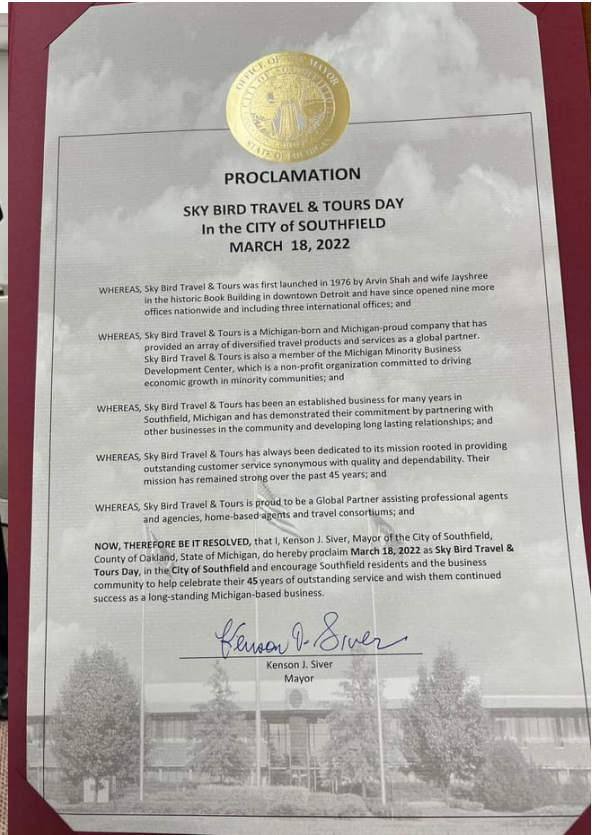 OFFICE OF THE MAYOR
CITY OF SOUTHFIELD
STATE OF MICHIGAN
PROCLAMATION
SKY BIRD TRAVEL & TOURS DAY
In the CITY of SOUTHFIELD
MARCH 18, 2022
WHEREAS, Sky Bird Travel & Tours was first launched in 1976 by Arvin Shah and wife Jayshree
in the historic Book Building in downtown Detroit and have since opened nine more
offices nationwide and including three international offices; and
WHEREAS, Sky Bird Travel & Tours is a Michigan-born and Michigan-proud company that has
provided an array of diversified travel products and services as a global partner.
Sky Bird Travel & Tours is also a member of the Michigan Minority Business
Development Center, which is a non-profit organization committed to driving
economic growth in minority communities; and
WHEREAS, Sky Bird Travel & Tours has been an established business for many years in
Southfield, Michigan and has demonstrated their commitment by partnering with
other businesses in the community and developing long lasting relationships; and
WHEREAS, Sky Bird Travel & Tours has always been dedicated to its mission rooted in providing
outstanding customer service synonymous with quality and dependability. Their
mission has remained strong over the past 45 years; and
WHEREAS, Sky Bird Travel & Tours is proud to be a Global Partner assisting professional agents
and agencies, home-based agents and travel consortiums; and
NOW, THEREFORE BE IT RESOLVED, that I, Kenson J. Siver, Mayor of the City of Southfield,
County of Oakland, State of Michigan, do hereby proclaim March 18, 2022 as Sky Bird Travel &
Tours Day, in the City of Southfield and encourage Southfield residents and the business
community to help celebrate their 45 years of outstanding service and wish them continued
success as a long-standing Michigan-based business.
Kenson J. Siver
Kenson J. Siver
Mayor